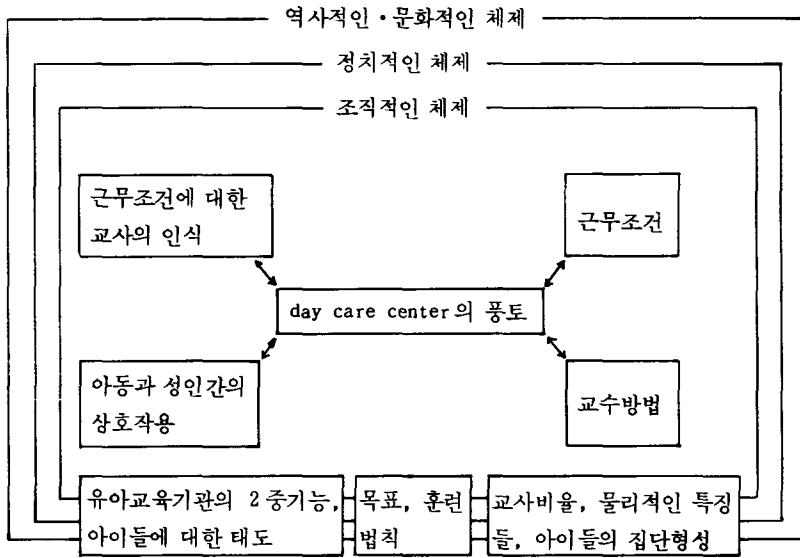 역사적인·문화적인 체제
정치적인 체제
조직적인 체제
근무조건에 대한
교사의 인식
근무조건
day care center의 풍토
아동과 성인간의
상호작용
교수방법
유아교육기관의 2중기능,
아이들에 대한 태도
목표, 훈련
법칙
교사비율, 물리적인 특징
들, 아이들의 집단형성